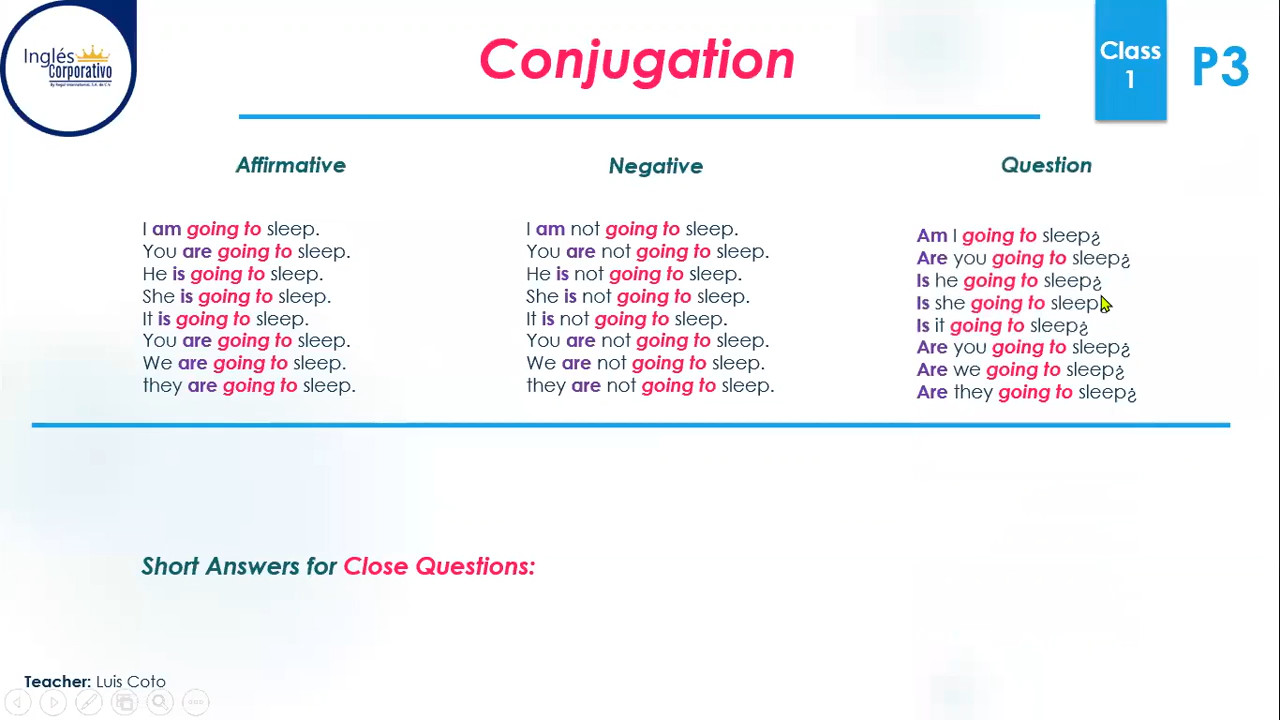 Inglés
Corporativo
By Regal International, S.A. de C.V.
Conjugation
Class
1
P3
Affirmative
I am going to sleep.
You are going to sleep.
He is going to sleep.
She is going to sleep.
It is going to sleep.
You are going to sleep.
We are going to sleep.
they are going to sleep.
Negative
I am not going to sleep.
You are not going to sleep.
He is not going to sleep.
She is not going to sleep.
It is not going to sleep.
You are not going to sleep.
We are not going to sleep.
they are not going to sleep.
Question
Am I going to sleep¿
Are you going to sleep¿
Is he going to sleep¿
Is she going to sleep
Is it going to sleep¿
Are you going to sleep¿
Are we going to sleep¿
Are they going to sleep¿
Short Answers for Close Questions:
Teacher: Luis Coto